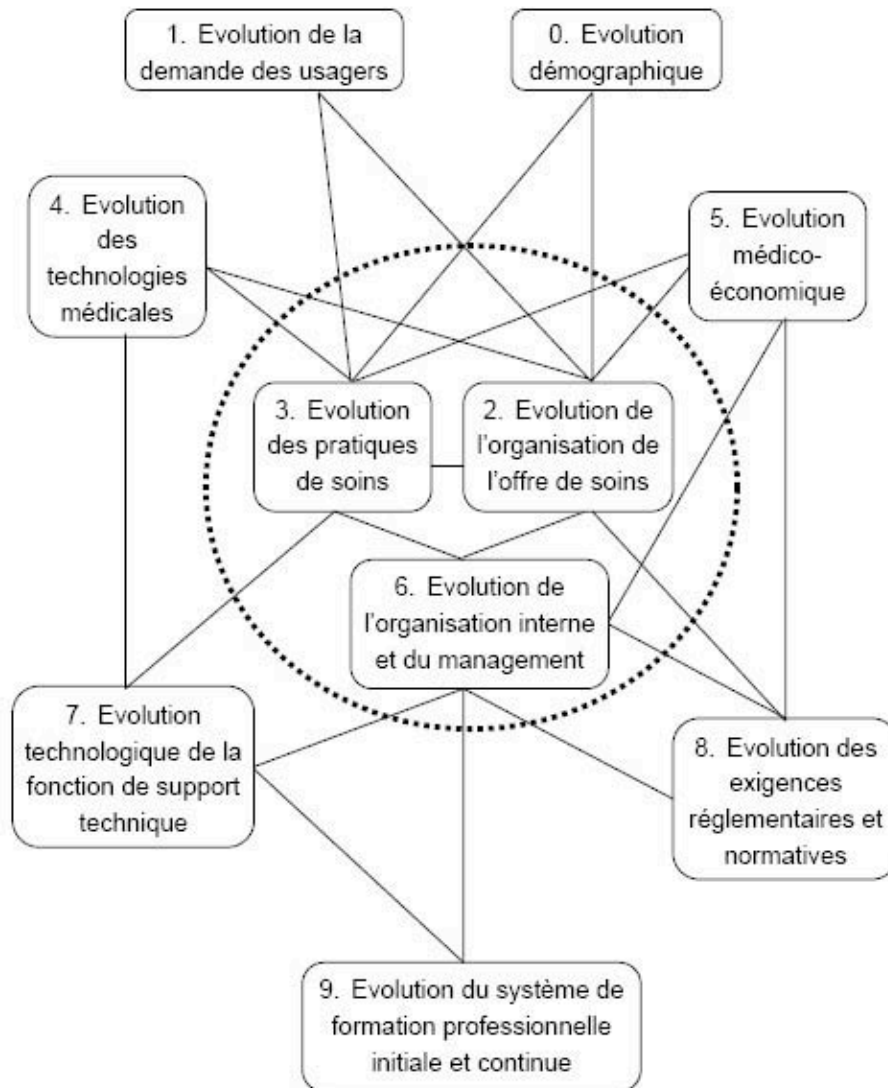 1. Evolution de la
demande des usagers
0. Evolution
démographique
4. Evolution
des
technologies
médicales
5. Evolution
médico-
économique
3. Evolution
des pratiques
de soins
2. Evolution de
l'organisation de
l'offre de soins
6. Evolution de
l'organisation interne
et du management
7. Evolution
technologique de la
fonction de support
technique
8. Evolution des
exigences
réglementaires et
normatives
9. Evolution du système de
formation professionnelle
initiale et continue